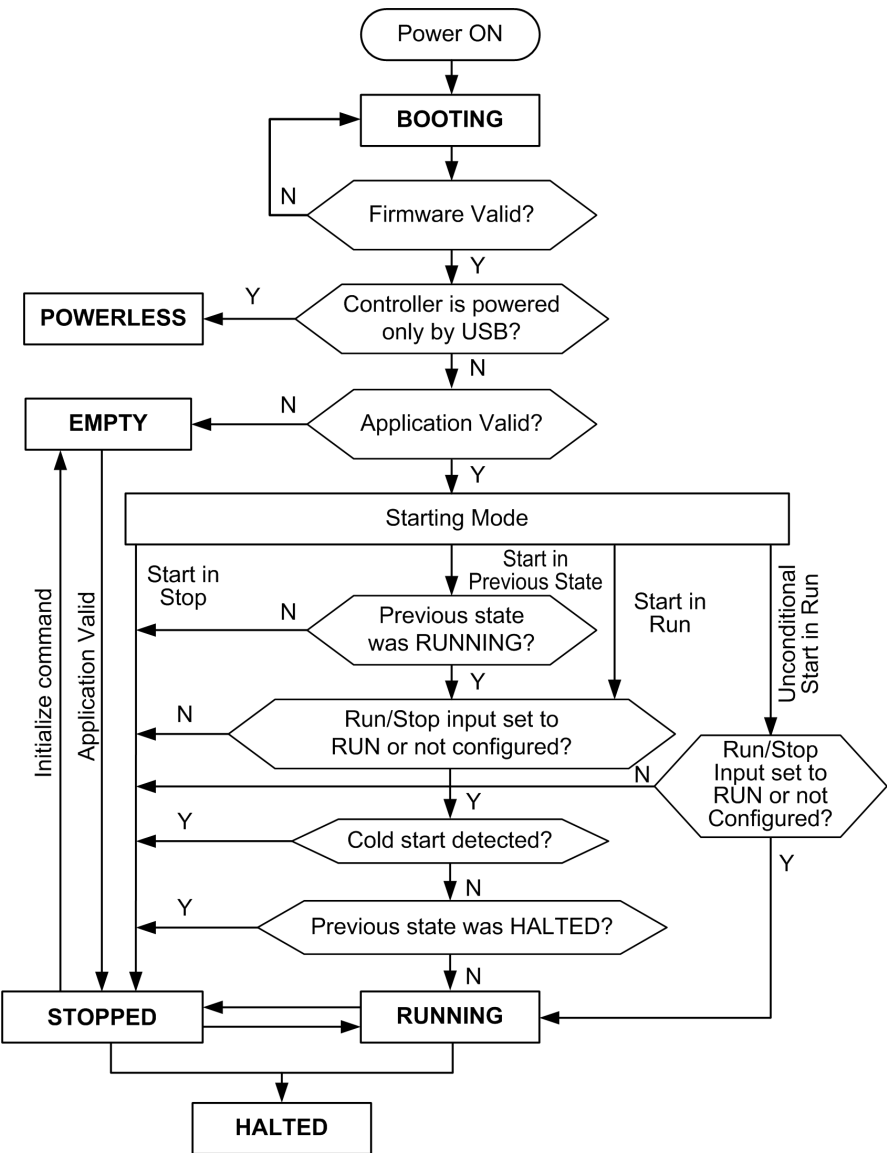 Power ON
BOOTING
N
Firmware Valid?
Y
Y
Controller is powered
only by USB?
POWERLESS
N
N
EMPTY
Application Valid?
Y
Starting Mode
Start in
Stop
Start in
Previous State
Start in
Run
Unconditional
Start in Run
Initialize command
Application Valid
N
Previous state
was RUNNING?
Y
N
Run/Stop input set to
RUN or not configured?
Run/Stop
Input set to
RUN or not
Configured?
N
Y
Y
Cold start detected?
Y
N
Y
Previous state was HALTED?
N
STOPPED
RUNNING
HALTED